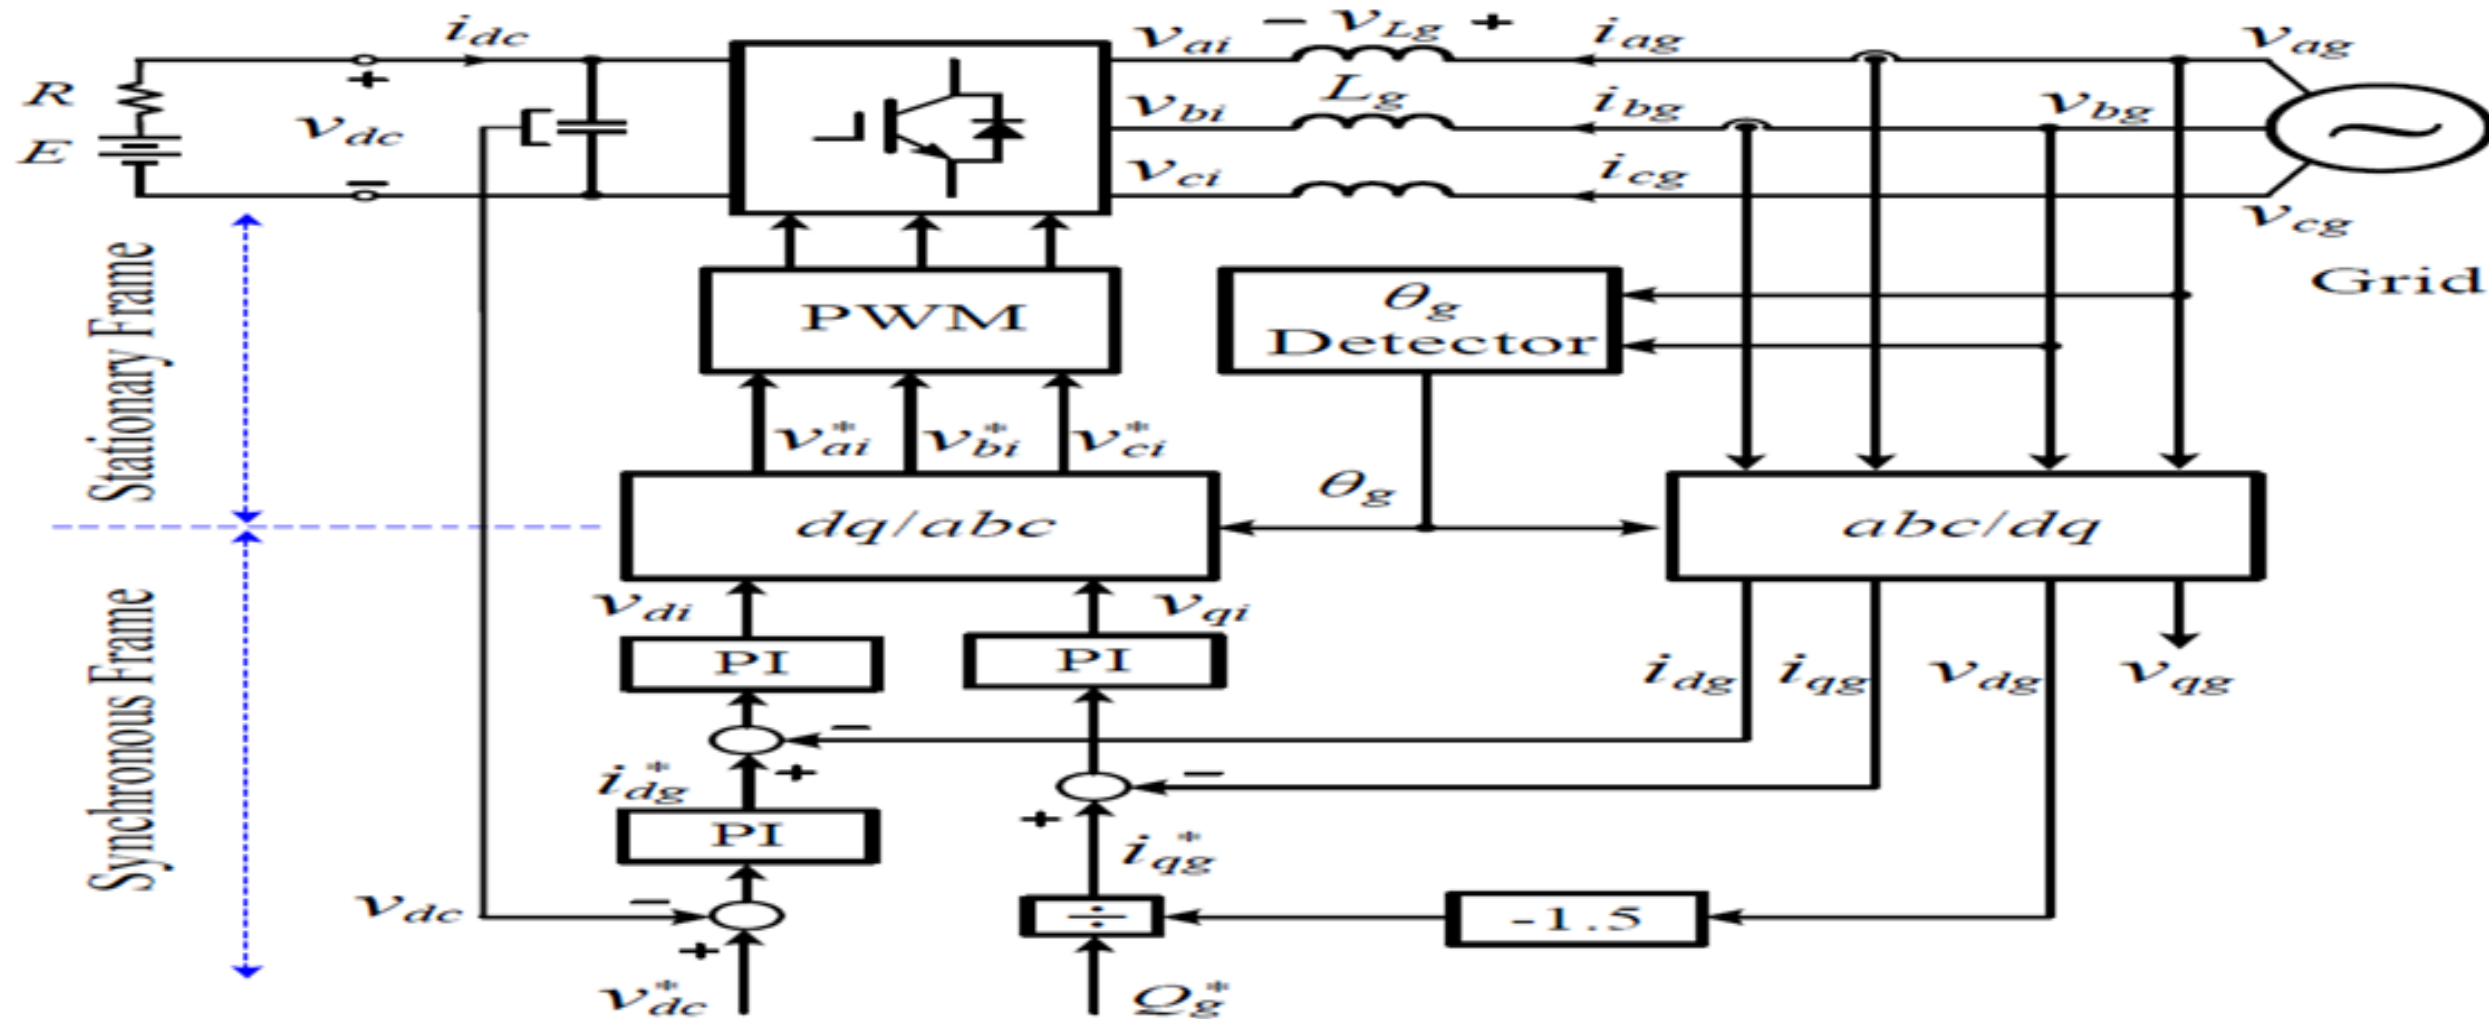 i_dc
v_ai − v_Lg + i_ag v_ag
R + v_dc E −
L_g
v_bi i_bg v_bg
v_ci i_cg
v_cg
Grid
Stationary Frame
PWM
θ_g
Detector
v*_ai v*_bi v*_ci
θ_g
dq/abc
abc/dq
v_di v_qi
PI PI
i_dg i_qg v_dg v_qg
Synchronous Frame
−
i*_dg +
−
+
PI
i*_qg
v_dc −
÷
-1.5
+
v*_dc
Q*_g